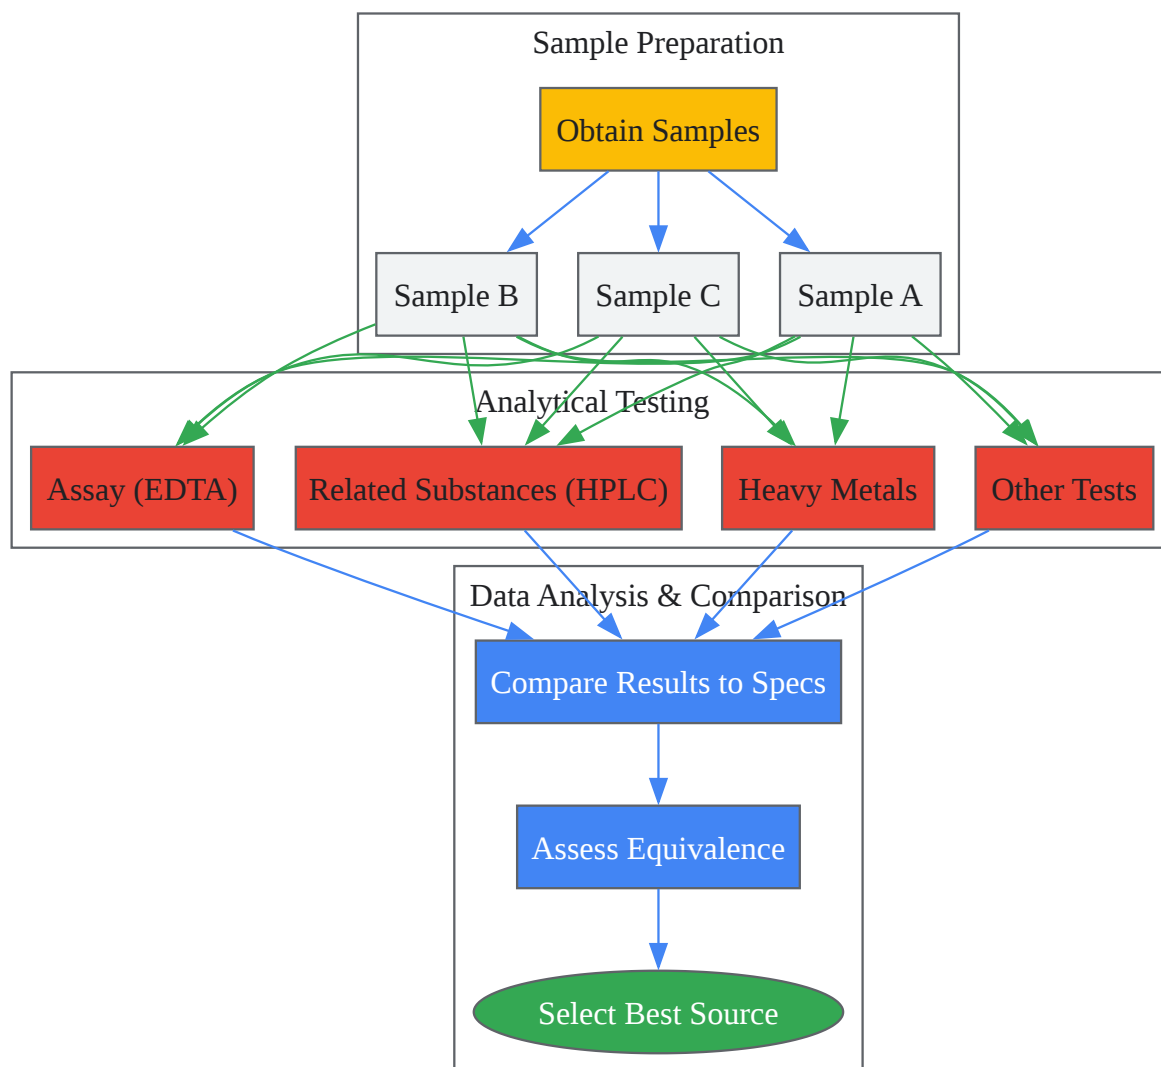 Sample Preparation
Obtain Samples
Sample B
Sample C
Sample A
Analytical Testing
Assay (EDTA)
Related Substances (HPLC)
Heavy Metals
Other Tests
Data Analysis & Comparison
Compare Results to Specs
Assess Equivalence
Select Best Source